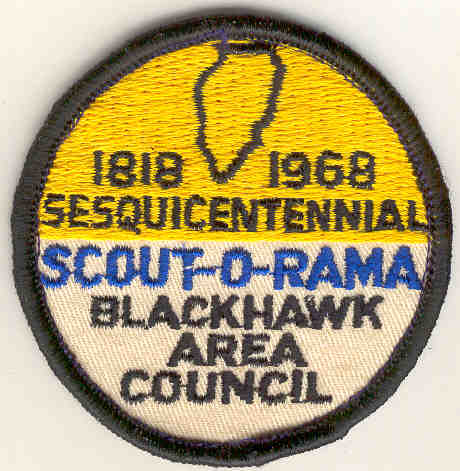 1818 1968
SESQUICENTENNIAL
SCOUT-O-RAMA
BLACKHAWK
AREA
COUNCIL